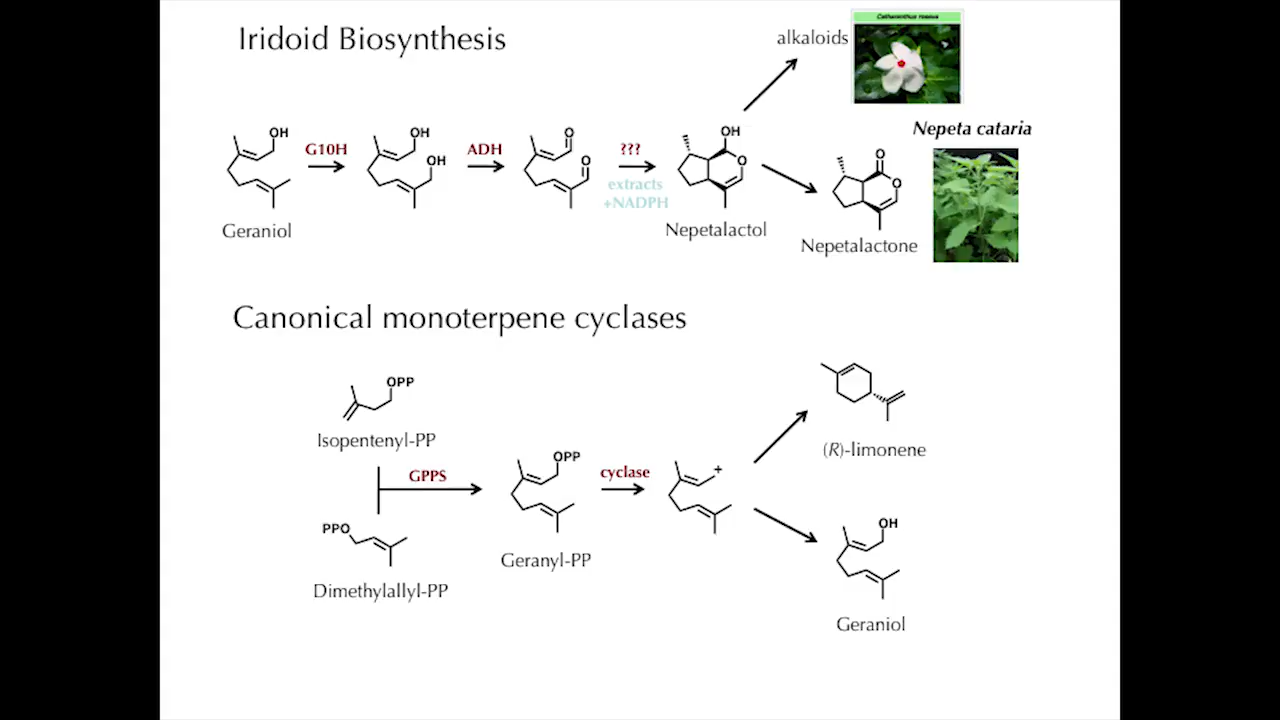 Iridoid Biosynthesis
alkaloids
Catharanthus roseus
Nepeta cataria
OH
G10H
OH
OH
ADH
O
O
???
extracts
+NADPH
OH
O
O
O
Geraniol
Nepetalactol
Nepetalactone
Canonical monoterpene cyclases
OPP
Isopentenyl-PP
GPPS
PPO
Dimethylallyl-PP
OPP
Geranyl-PP
cyclase
+
(R)-limonene
OH
Geraniol